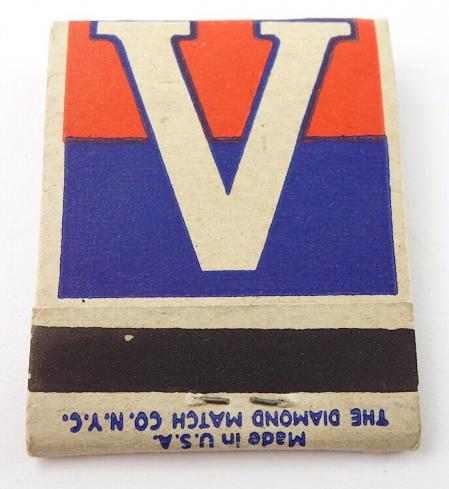 V
Made in U.S.A.
THE DIAMOND MATCH CO. N.Y.C.